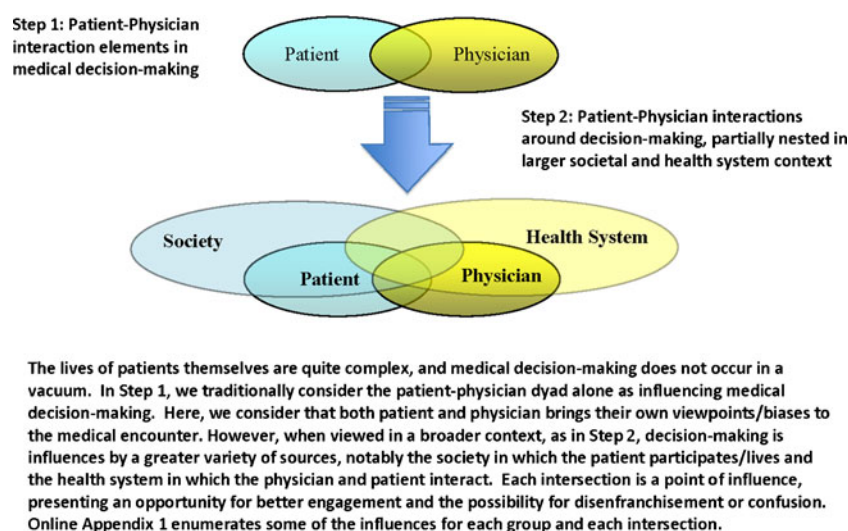 Step 1: Patient-Physician
interaction elements in
medical decision-making
Patient
Physician
Step 2: Patient-Physician interactions
around decision-making, partially nested in
larger societal and health system context
Society
Health System
Patient
Physician
The lives of patients themselves are quite complex, and medical decision-making does not occur in a
vacuum. In Step 1, we traditionally consider the patient-physician dyad alone as influencing medical
decision-making. Here, we consider that both patient and physician brings their own viewpoints/biases to
the medical encounter. However, when viewed in a broader context, as in Step 2, decision-making is
influences by a greater variety of sources, notably the society in which the patient participates/lives and
the health system in which the physician and patient interact. Each intersection is a point of influence,
presenting an opportunity for better engagement and the possibility for disenfranchisement or confusion.
Online Appendix 1 enumerates some of the influences for each group and each intersection.